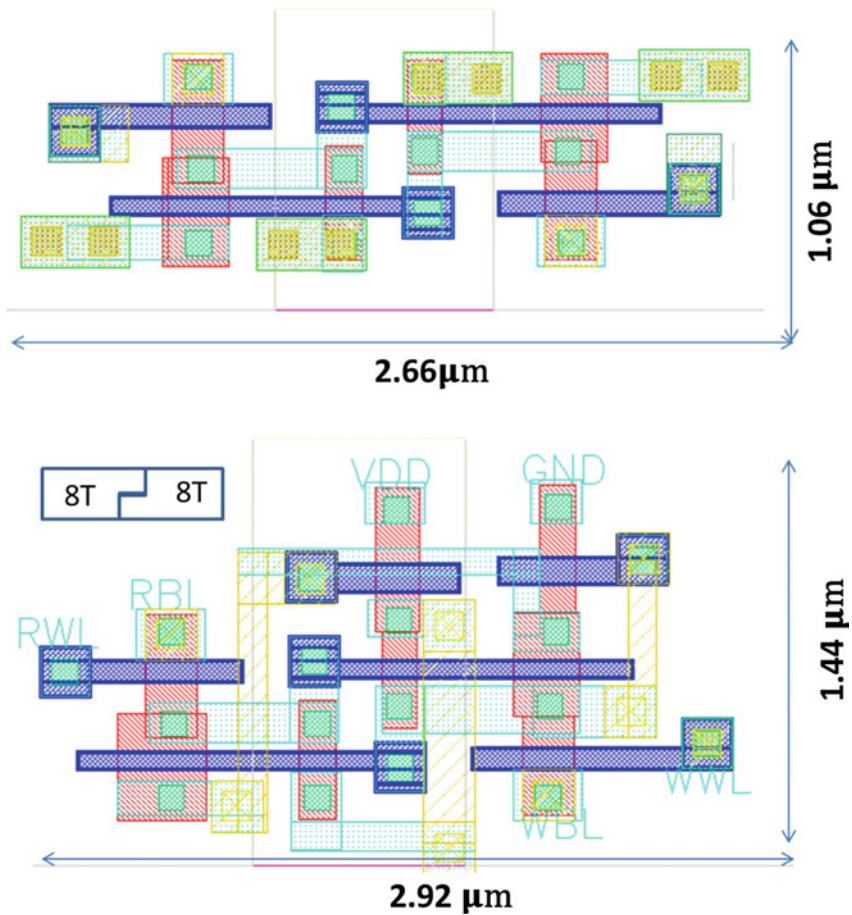 1.06 μm
2.66μm
8T 8T
VDD
GND
RBL
RWL
1.44 μm
WWL
WBL
2.92 μm